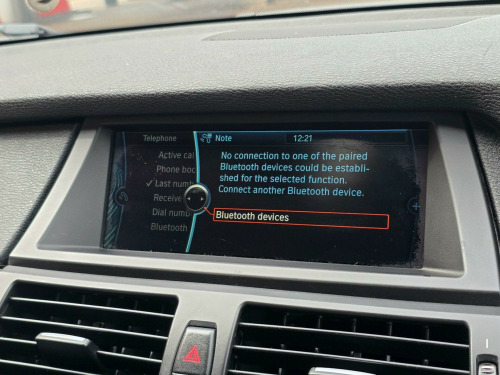 Telephone
Note
12:21
Active cal
Phone boo
Last numb
Receive
Dial numb
Bluetooth
No connection to one of the paired
Bluetooth devices could be establi-
shed for the selected function.
Connect another Bluetooth device.
Bluetooth devices